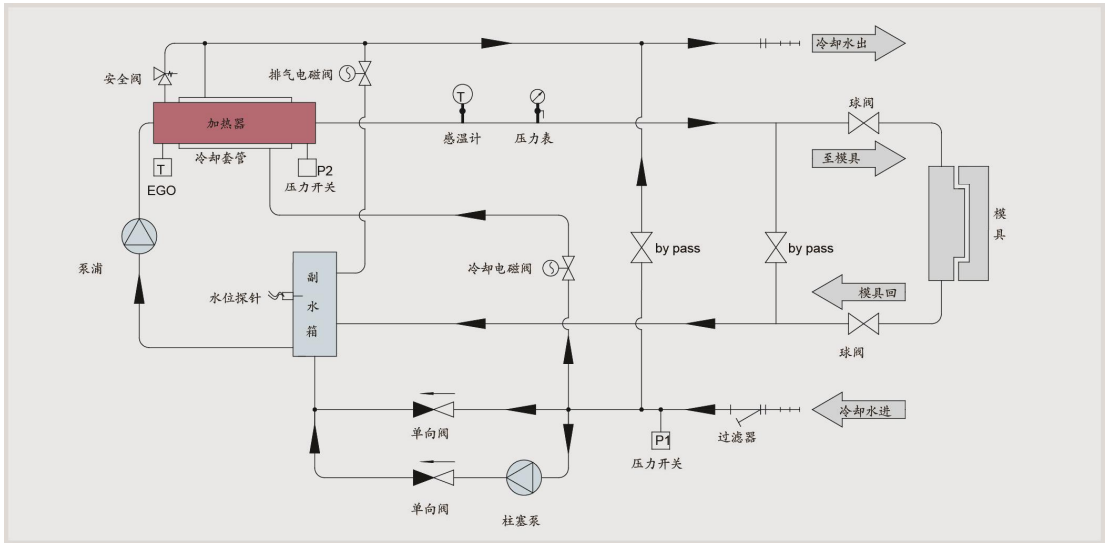 冷却水出
安全阀
排气电磁阀
T
球阀
加热器
感温计
压力表
冷却套管
至模具
T
P2
EGO
压力开关
模具
by pass
by pass
泵浦
冷却电磁阀
副水箱
水位探针
模具回
球阀
冷却水进
单向阀
P1
过滤器
压力开关
单向阀
柱塞泵